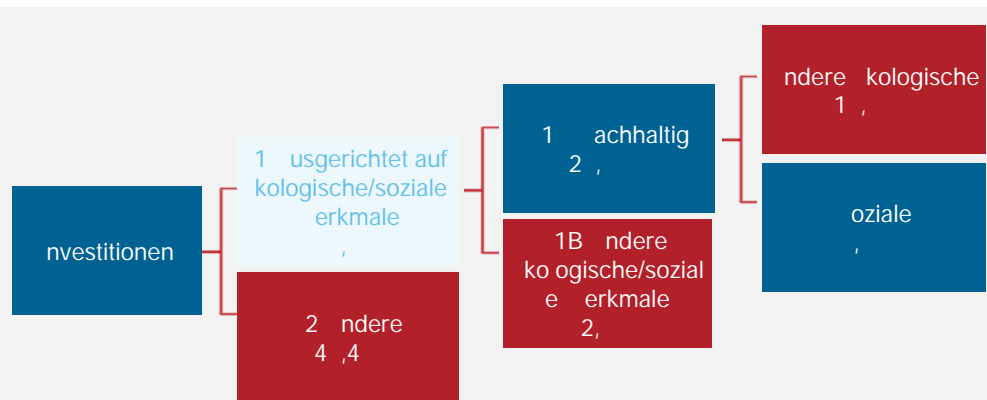 nvestitionen
1 usgerichtet auf
kologische/soziale
erkmale
,
2 ndere
4 ,4
1 achhaltig
2 ,
1B ndere
ko ogische/sozial
e erkmale
2,
ndere kologische
1 ,
oziale
,